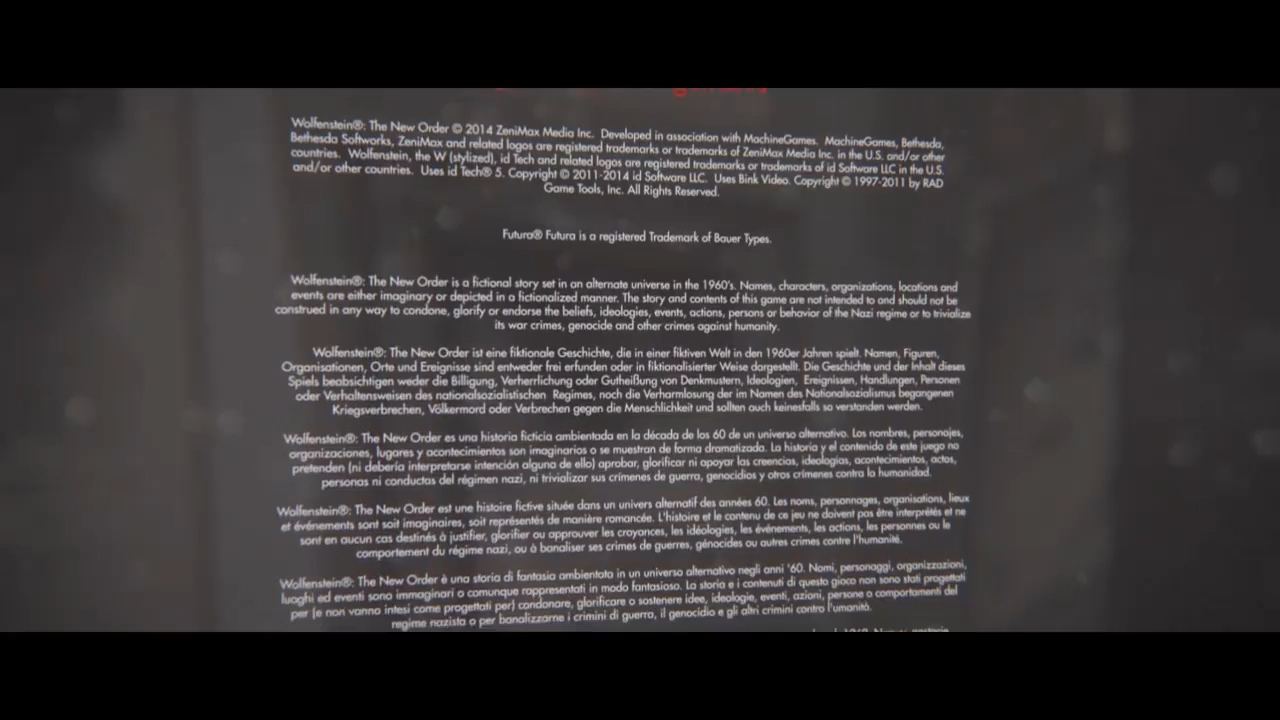 Wolfenstein®: The New Order © 2014 ZeniMax Media Inc. Developed in association with MachineGames. MachineGames, Bethesda,
Bethesda Softworks, ZeniMax and related logos are registered trademarks or trademarks of ZeniMax Media Inc. in the U.S. and/or other
countries. Wolfenstein, the W (stylized), id Tech and related logos are registered trademarks or trademarks of id Software LLC in the U.S.
and/or other countries. Uses id Tech® 5. Copyright © 2011-2014 id Software LLC. Uses Bink Video. Copyright © 1997-2011 by RAD
Game Tools, Inc. All Rights Reserved.
Futura® Futura is a registered Trademark of Bauer Types.
Wolfenstein®: The New Order is a fictional story set in an alternate universe in the 1960's. Names, characters, organizations, locations and
events are either imaginary or depicted in a fictionalized manner. The story and contents of this game are not intended to and should not be
construed in any way to condone, glorify or endorse the beliefs, ideologies, events, actions, persons or behavior of the Nazi regime or to trivialize
its war crimes, genocide and other crimes against humanity.
Wolfenstein®: The New Order ist eine fiktionale Geschichte, die in einer fiktiven Welt in den 1960er Jahren spielt. Namen, Figuren,
Organisationen, Orte und Ereignisse sind entweder frei erfunden oder in fiktionalisierter Weise dargestellt. Die Geschichte und der Inhalt dieses
Spiels beabsichtigen weder die Billigung, Verherrlichung oder Gutheißung von Denkmustern, Ideologien, Ereignissen, Handlungen, Personen
oder Verhaltensweisen des nationalsozialistischen Regimes, noch die Verharmlosung der im Namen des Nationalsozialismus begangenen
Kriegsverbrechen, Völkermord oder Verbrechen gegen die Menschlichkeit und sollten auch keinesfalls so verstanden werden.
Wolfenstein®: The New Order es una historia ficticia ambientada en la década de los 60 de un universo alternativo. Los nombres, personajes,
organizaciones, lugares y acontecimientos son imaginarios o se muestran de forma dramatizada. La historia y el contenido de este juego no
pretenden (ni debería interpretarse intención alguna de ello) aprobar, glorificar ni apoyar las creencias, ideologías, acontecimientos, actos,
personas ni conductas del régimen nazi, ni trivializar sus crímenes de guerra, genocidios y otros crímenes contra la humanidad.
Wolfenstein®: The New Order est une histoire fictive située dans un univers alternatif des années 60. Les noms, personnages, organisations, lieux
et événements sont soit imaginaires, soit représentés de manière romancée. L'histoire et le contenu de ce jeu ne doivent pas être interprétés et ne
sont en aucun cas destinés à justifier, glorifier ou approuver les croyances, les idéologies, les événements, les actions, les personnes ou le
comportement du régime nazi, ou à banaliser ses crimes de guerres, génocides ou autres crimes contre l'humanité.
Wolfenstein®: The New Order è una storia di fantasia ambientata in un universo alternativo negli anni '60. Nomi, personaggi, organizzazioni,
luoghi ed eventi sono immaginari o comunque rappresentati in modo fantasioso. La storia e i contenuti di questo gioco non sono stati progettati
per (e non vanno intesi come progettati per) condonare, glorificare o sostenere idee, ideologie, eventi, azioni, persone o comportamenti del
regime nazista o per banalizzarne i crimini di guerra, il genocidio e gli altri crimini contro l'umanità.